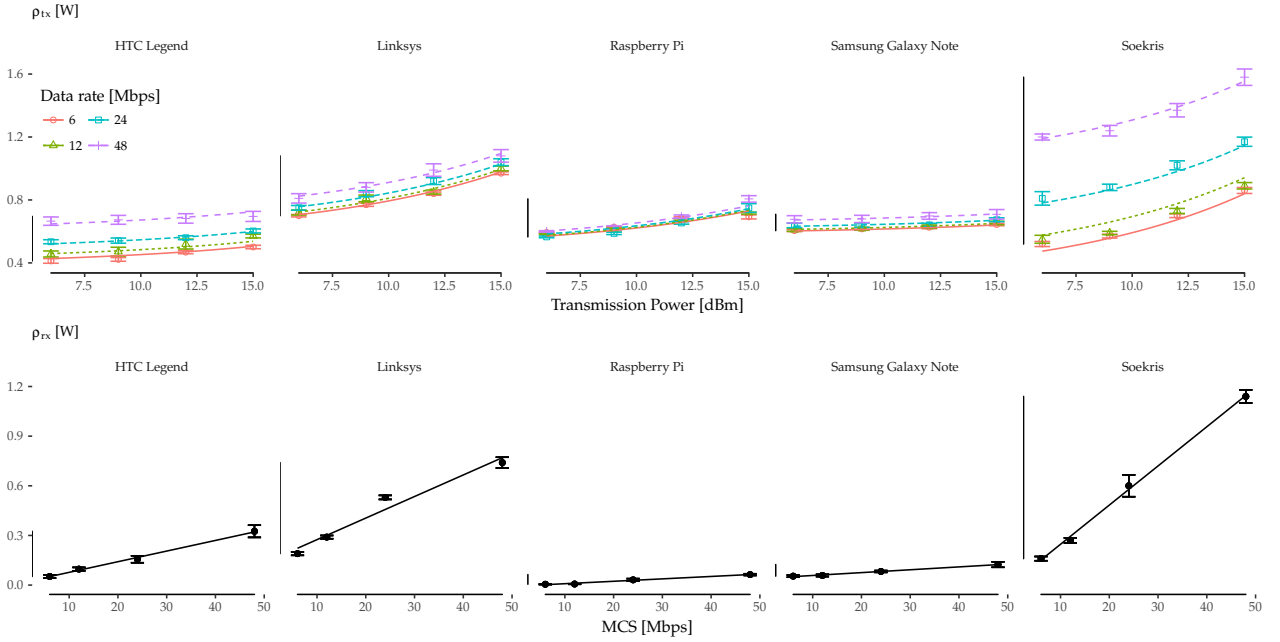 ρtx [W]
HTC Legend Linksys Raspberry Pi Samsung Galaxy Note Soekris
1.6
Data rate [Mbps]
6 24
12 48
1.2
0.8
0.4
7.5 10.0 12.5 15.0 7.5 10.0 12.5 15.0 7.5 10.0 12.5 15.0 7.5 10.0 12.5 15.0 7.5 10.0 12.5 15.0
Transmission Power [dBm]
ρrx [W]
HTC Legend Linksys Raspberry Pi Samsung Galaxy Note Soekris
1.2
0.9
0.6
0.3
0.0
10 20 30 40 50 10 20 30 40 50 10 20 30 40 50 10 20 30 40 50 10 20 30 40 50
MCS [Mbps]